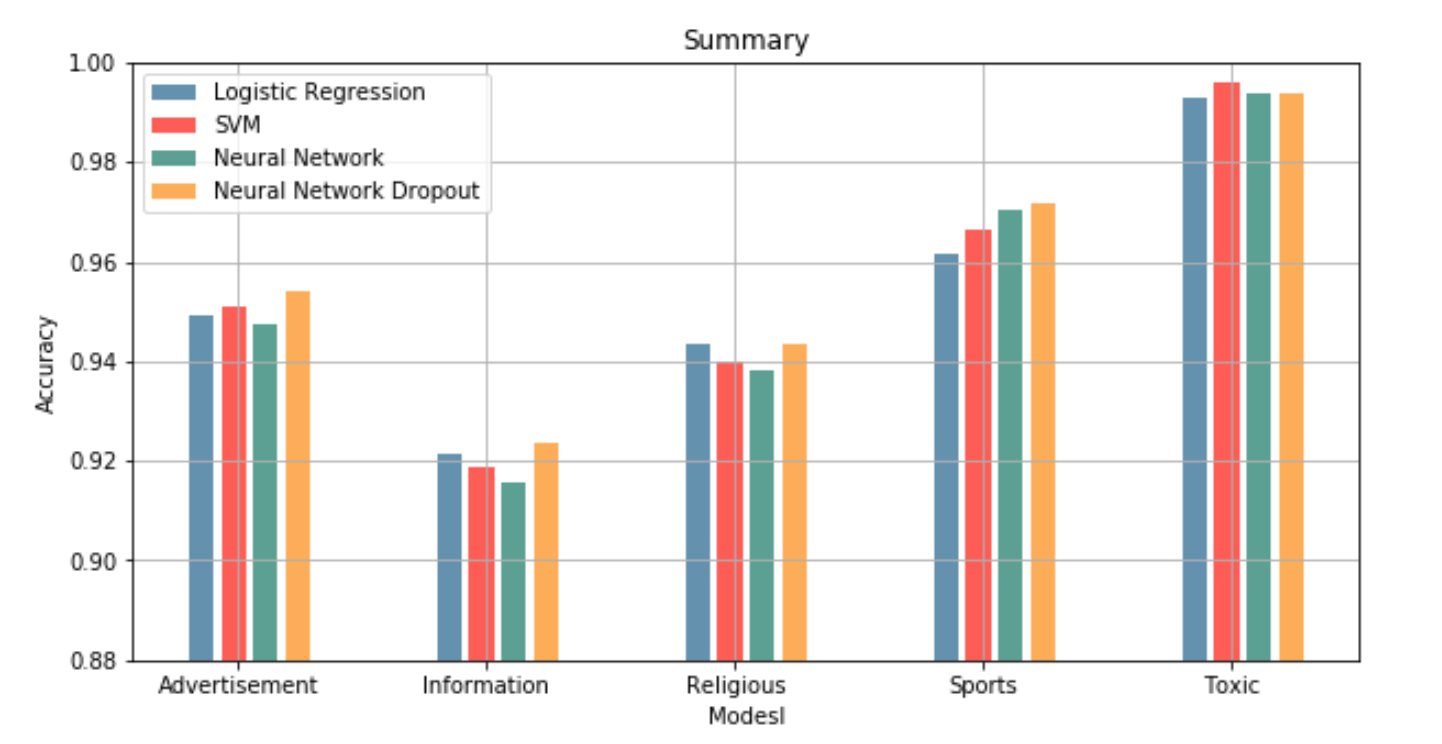 Summary
1.00
0.98
0.96
0.94
0.92
0.90
0.88
Accuracy
Logistic Regression
SVM
Neural Network
Neural Network Dropout
Advertisement Information Religious Sports Toxic
Modesl